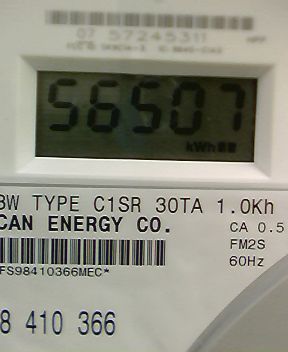 07 57245311
56507
kWh
3W TYPE C1SR 30TA 1.0Kh
CAN ENERGY CO.
CA 0.5
FM2S
60Hz
FS98410366MEC*
8 410 366